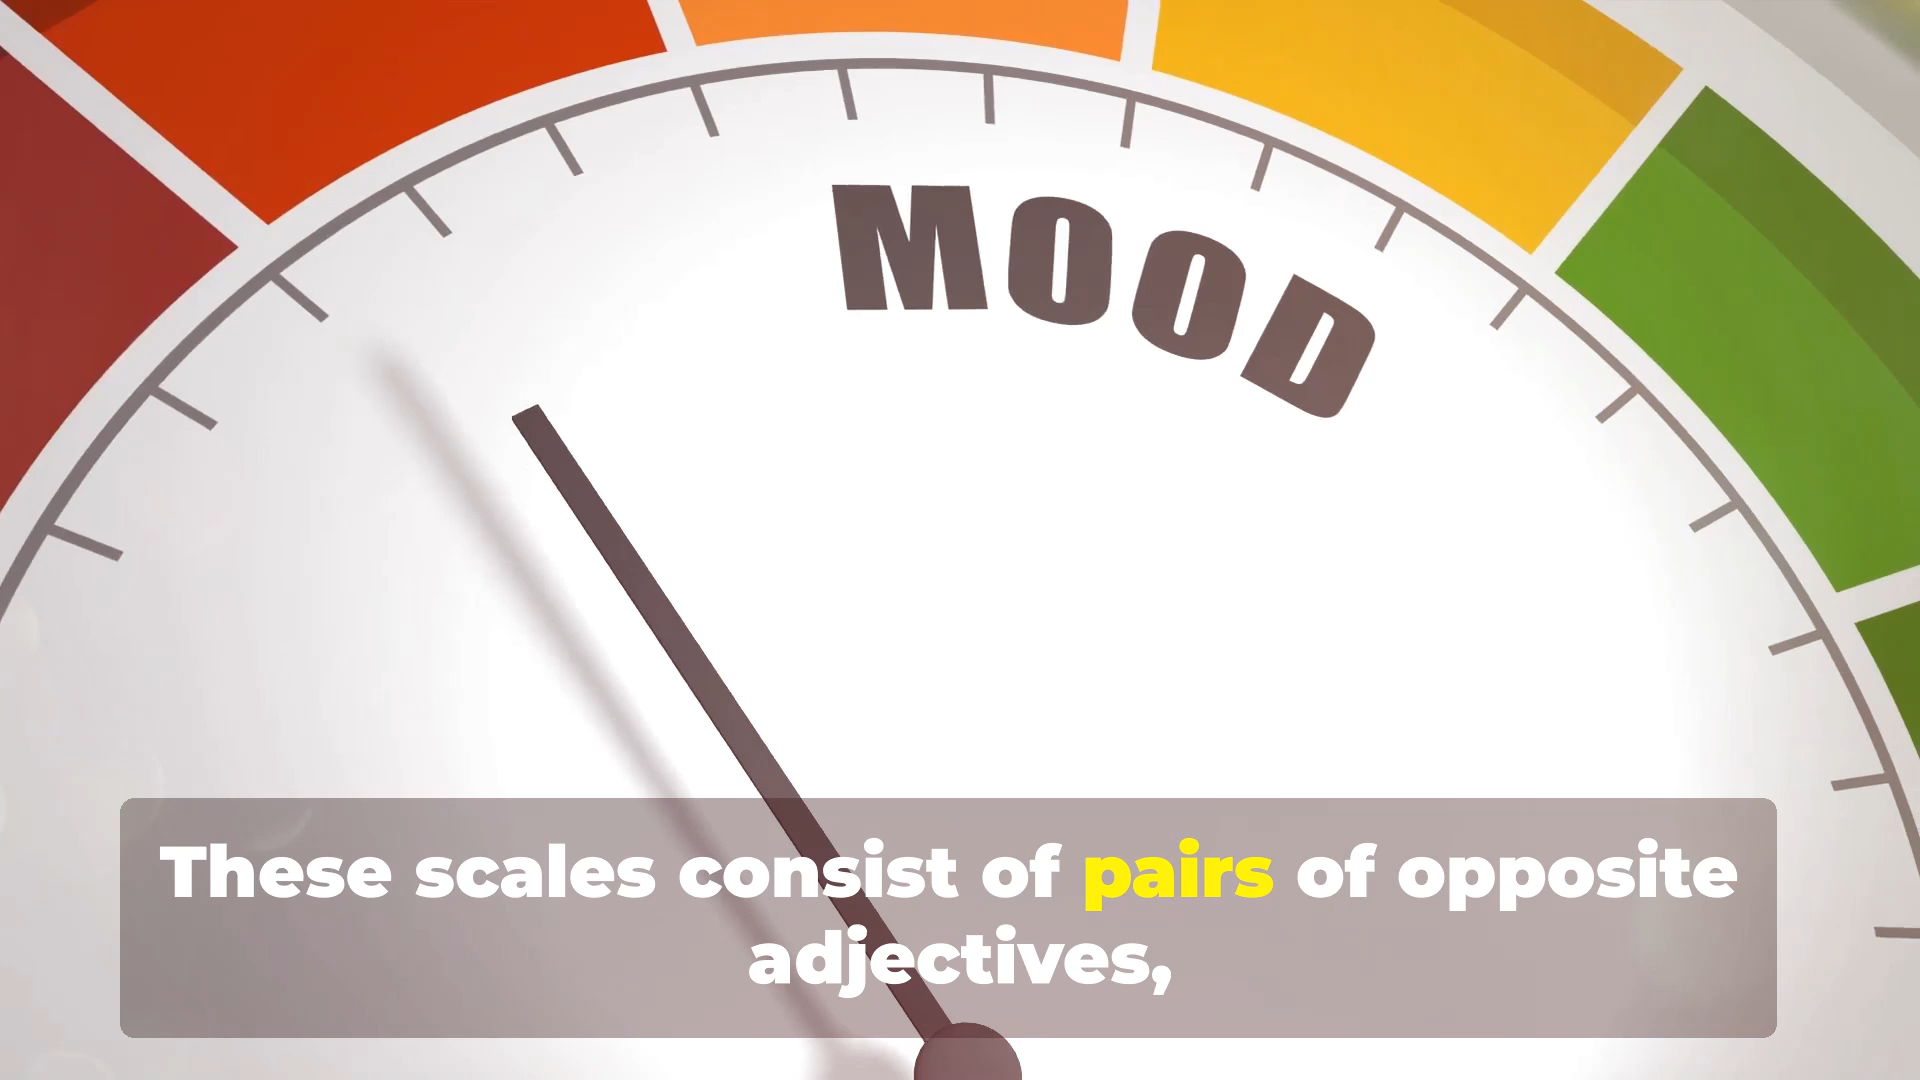 MOOD
These scales consist of pairs of opposite
adjectives,